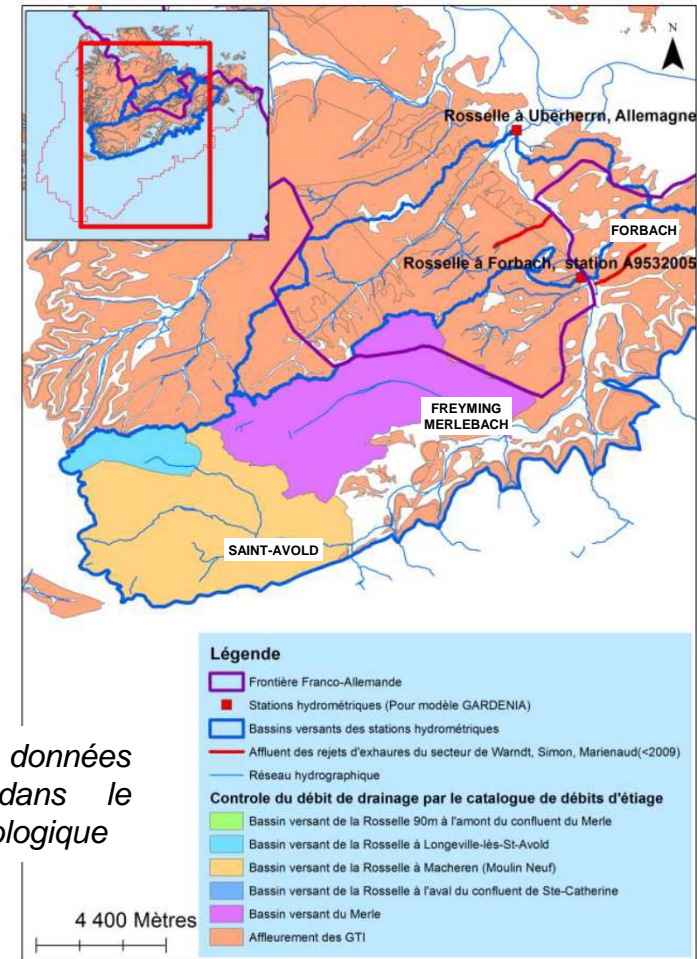 N
Rosselle à Uberherrn, Allemagne
FORBACH
Rosselle à Forbach, station A9532005
FREYMING
MERLEBACH
SAINT-AVOLD
Légende
Frontière Franco-Allemande
Stations hydrométriques (Pour modèle GARDENIA)
Bassins versants des stations hydrométriques
Affluent des rejets d'exhaures du secteur de Warndt, Simon, Marienaud(<2009)
Réseau hydrographique
Controle du débit de drainage par le catalogue de débits d'étiage
Bassin versant de la Rosselle 90m à l'amont du confluent du Merle
Bassin versant de la Rosselle à Longeville-lès-St-Avold
Bassin versant de la Rosselle à Macheren (Moulin Neuf)
Bassin versant de la Rosselle à l'aval du confluent de Ste-Catherine
Bassin versant du Merle
Affleurement des GTI
données
dans le
ologique
4 400 Mètres